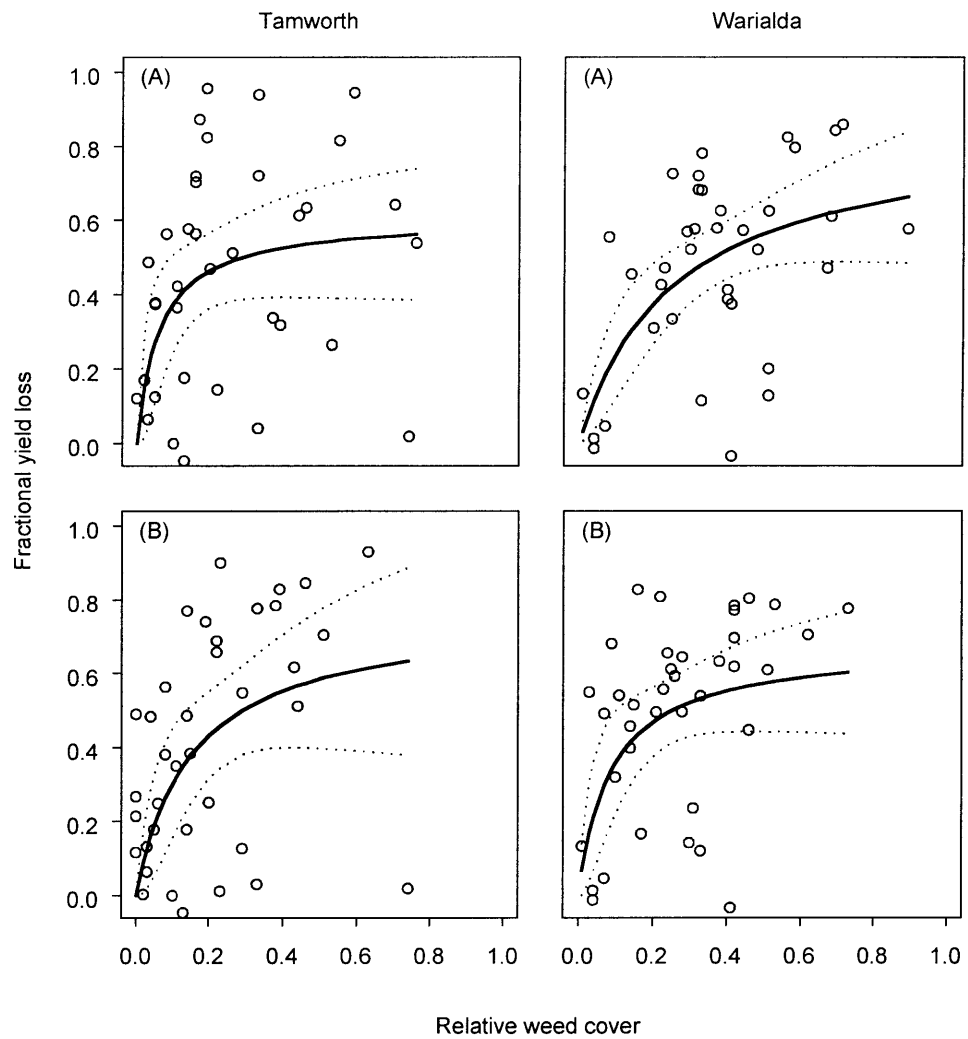 Tamworth Warialda
(A) (A)
1.0
0.8
0.6
0.4
0.2
0.0
Fractional yield loss
(B) (B)
1.0
0.8
0.6
0.4
0.2
0.0
0.0 0.2 0.4 0.6 0.8 1.0 0.0 0.2 0.4 0.6 0.8 1.0
Relative weed cover